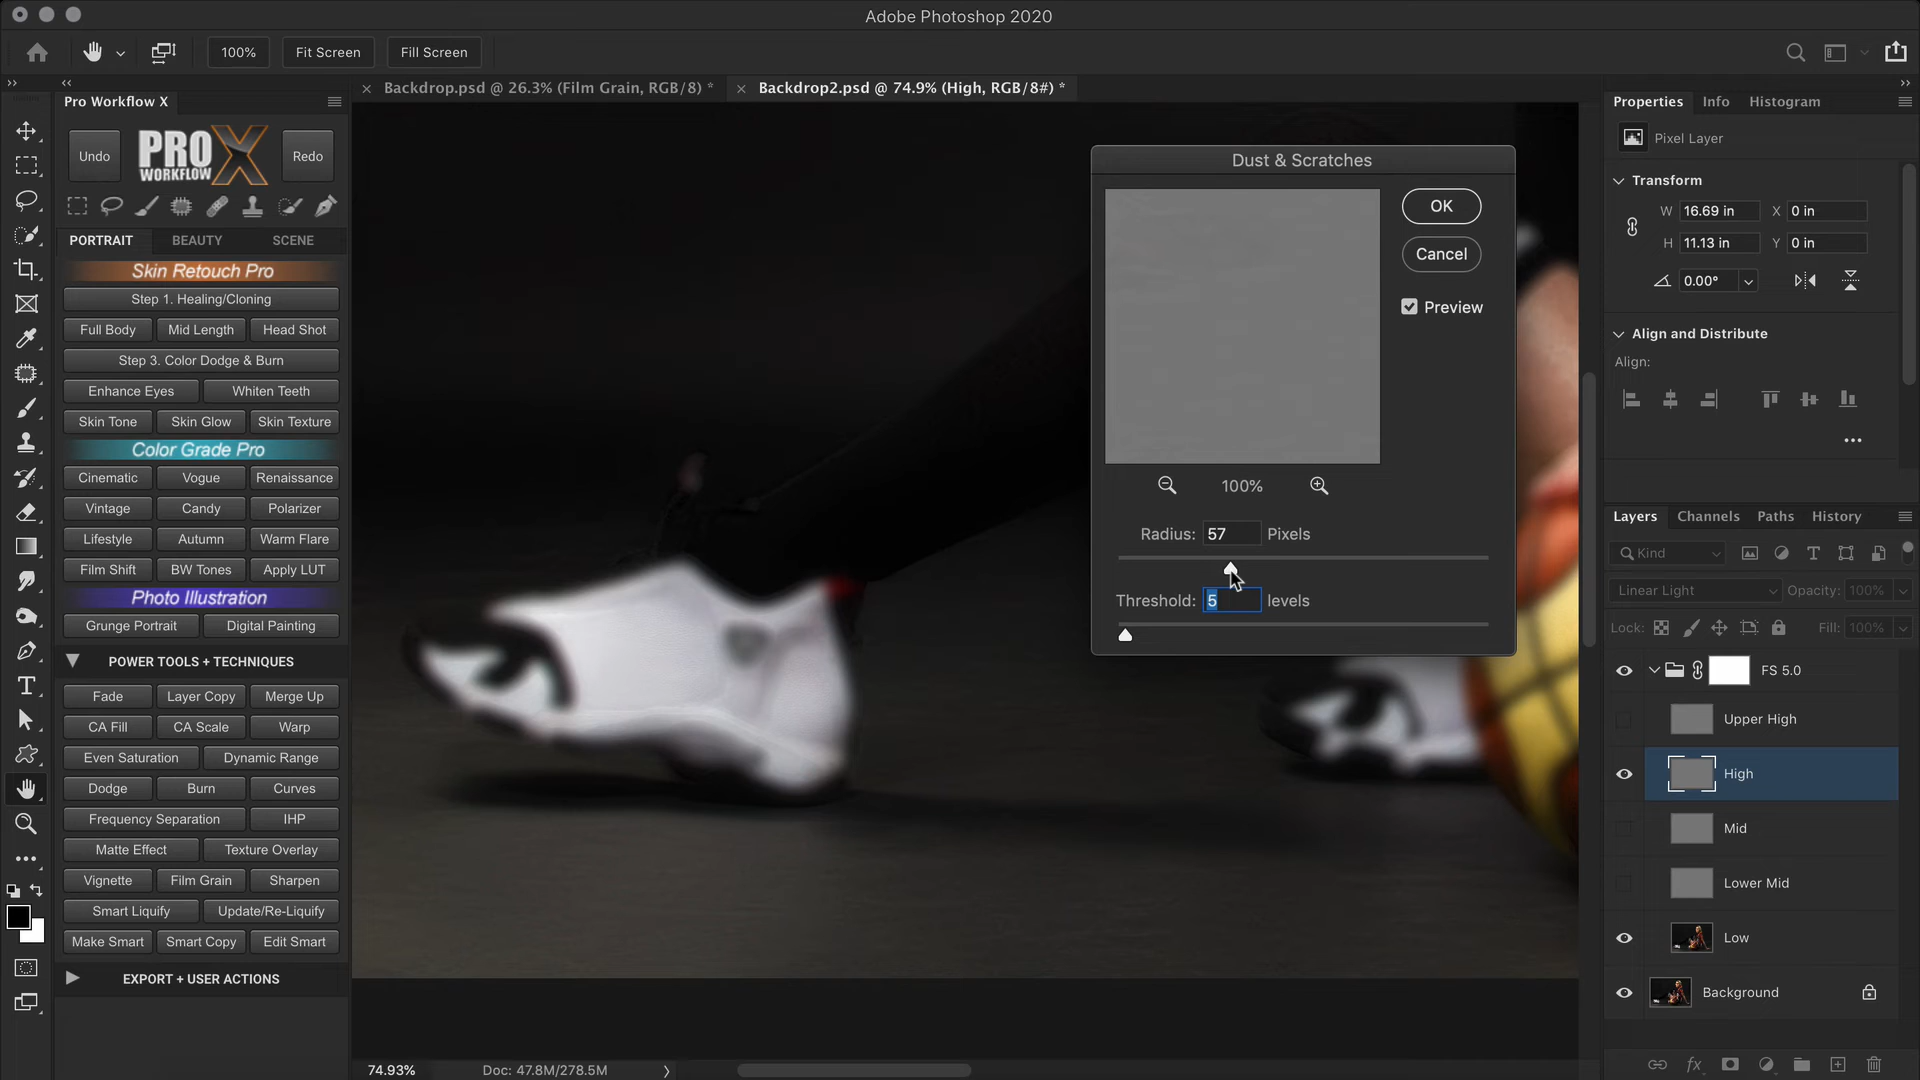 Adobe Photoshop 2020
100%
Fit Screen
Fill Screen
Backdrop.psd @ 26.3% (Film Grain, RGB/8) *
Backdrop2.psd @ 74.9% (High, RGB/8#) *
Pro Workflow X
Undo
PRO X
WORKFLOW
Redo
PORTRAIT
BEAUTY
SCENE
Skin Retouch Pro
Step 1. Healing/Cloning
Full Body
Mid Length
Head Shot
Step 3. Color Dodge & Burn
Enhance Eyes
Whiten Teeth
Skin Tone
Skin Glow
Skin Texture
Color Grade Pro
Cinematic
Vogue
Renaissance
Vintage
Candy
Polarizer
Lifestyle
Autumn
Warm Flare
Film Shift
BW Tones
Apply LUT
Photo Illustration
Grunge Portrait
Digital Painting
POWER TOOLS + TECHNIQUES
Fade
Layer Copy
Merge Up
CA Fill
CA Scale
Warp
Even Saturation
Dynamic Range
Dodge
Burn
Curves
Frequency Separation
IHP
Matte Effect
Texture Overlay
Vignette
Film Grain
Sharpen
Smart Liquify
Update/Re-Liquify
Make Smart
Smart Copy
Edit Smart
EXPORT + USER ACTIONS
Dust & Scratches
OK
Cancel
Preview
100%
Radius: 57 Pixels
Threshold: 5 levels
74.93%
Doc: 47.8M/278.5M
Properties
Info
Histogram
Pixel Layer
Transform
W 16.69 in
X 0 in
H 11.13 in
Y 0 in
0.00°
Align and Distribute
Align:
Layers
Channels
Paths
History
Kind
Linear Light
Opacity: 100%
Lock:
Fill: 100%
FS 5.0
Upper High
High
Mid
Lower Mid
Low
Background